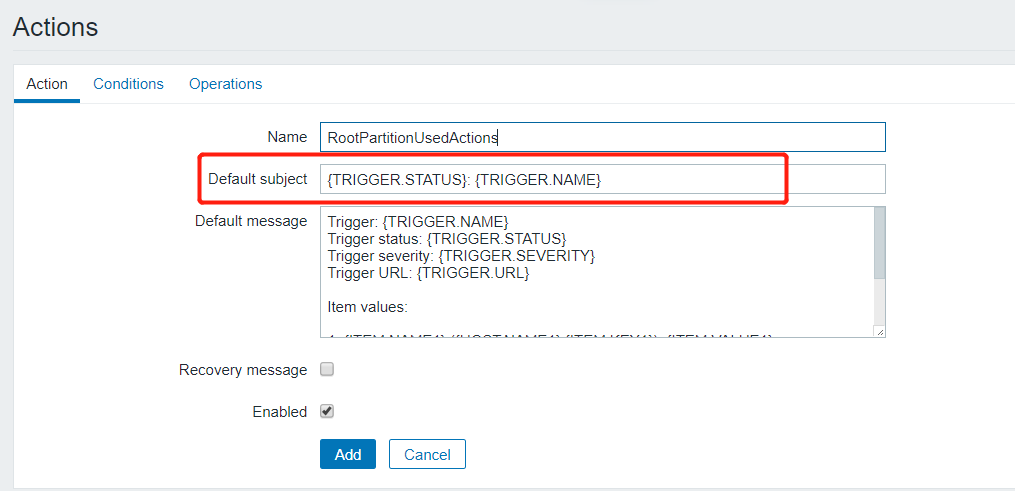 Actions
Action Conditions Operations
Name RootPartitionUsedActions
Default subject {TRIGGER.STATUS}: {TRIGGER.NAME}
Default message Trigger: {TRIGGER.NAME}
Trigger status: {TRIGGER.STATUS}
Trigger severity: {TRIGGER.SEVERITY}
Trigger URL: {TRIGGER.URL}
Item values:
Recovery message
Enabled
Add Cancel